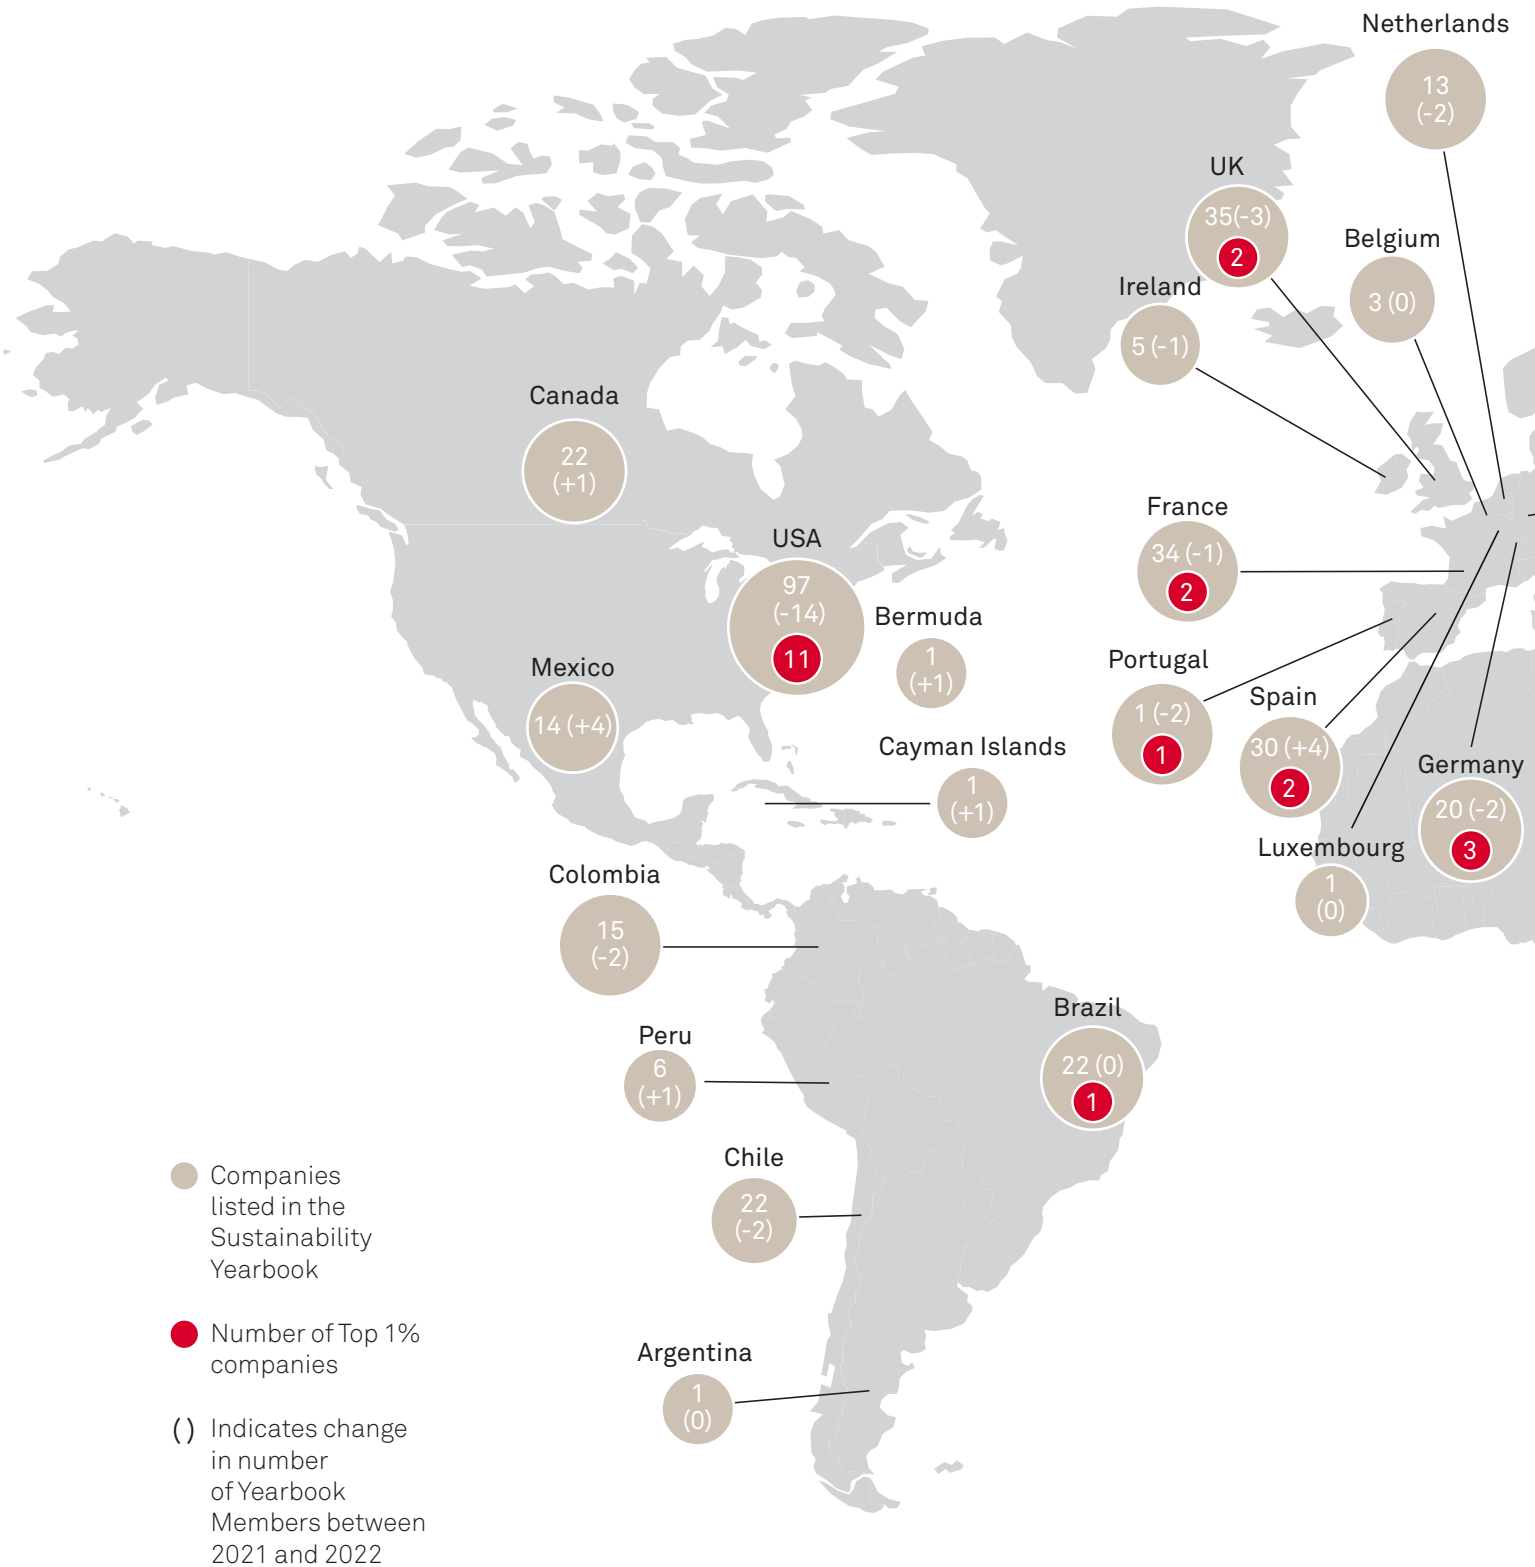 Netherlands
13
(-2)
UK
35(-3)
2
Belgium
3 (0)
Ireland
5 (-1)
Canada
22
(+1)
France
34 (-1)
2
USA
97
(-14)
11
Bermuda
1
(+1)
Mexico
14 (+4)
Portugal
1 (-2)
1
Spain
30 (+4)
2
Cayman Islands
1
(+1)
Germany
20 (-2)
3
Luxembourg
1
(0)
Colombia
15
(-2)
Brazil
22 (0)
1
Peru
6
(+1)
Chile
22
(-2)
Argentina
1
(0)
Companies
listed in the
Sustainability
Yearbook
Number of Top 1%
companies
( ) Indicates change
in number
of Yearbook
Members between
2021 and 2022